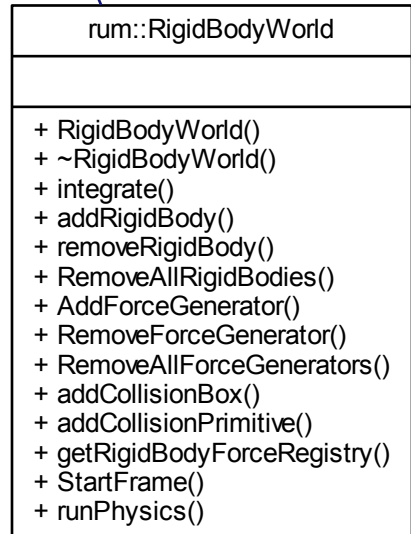 rum::RigidBodyWorld
+ RigidBodyWorld()
+ ~RigidBodyWorld()
+ integrate()
+ addRigidBody()
+ removeRigidBody()
+ RemoveAllRigidBodies()
+ AddForceGenerator()
+ RemoveForceGenerator()
+ RemoveAllForceGenerators()
+ addCollisionBox()
+ addCollisionPrimitive()
+ getRigidBodyForceRegistry()
+ StartFrame()
+ runPhysics()